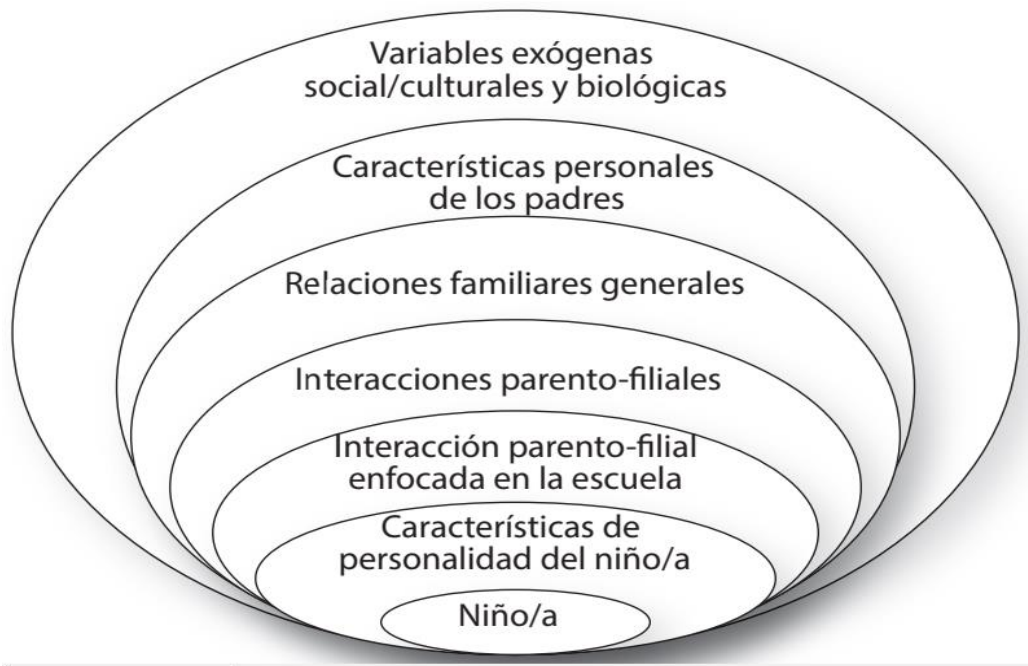 Variables exógenas
social/culturales y biológicas
Características personales
de los padres
Relaciones familiares generales
Interacciones parento-filiales
Interacción parento-filial
enfocada en la escuela
Características de
personalidad del niño/a
Niño/a